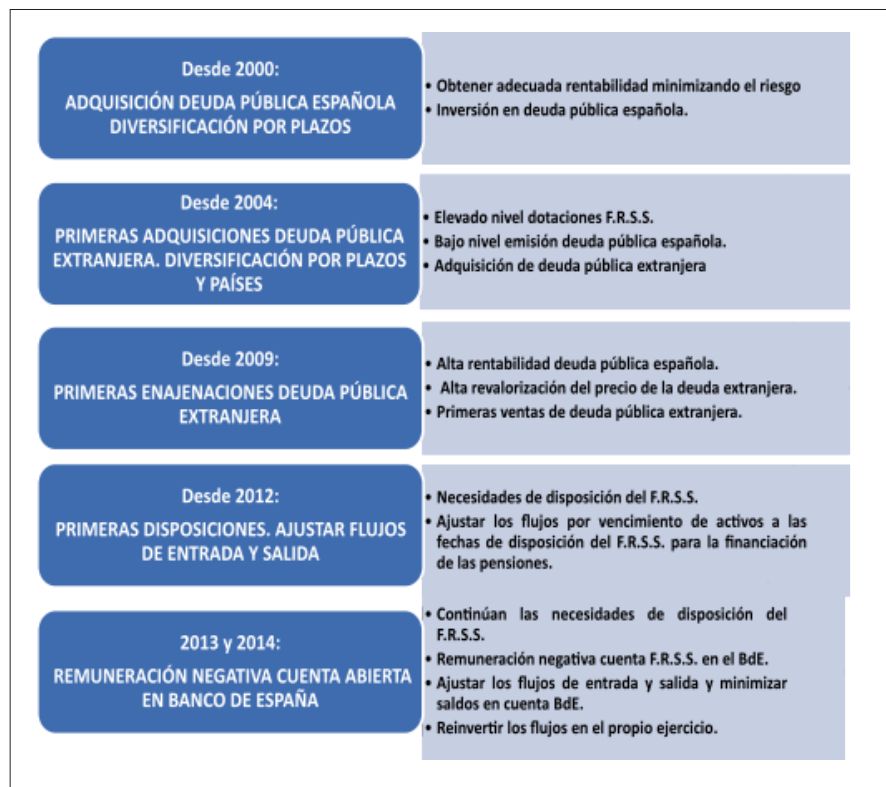 Desde 2000:
ADQUISICIÓN DEUDA PÚBLICA ESPAÑOLA
DIVERSIFICACIÓN POR PLAZOS
• Obtener adecuada rentabilidad minimizando el riesgo
• Inversión en deuda pública española.
Desde 2004:
PRIMERAS ADQUISICIONES DEUDA PÚBLICA
EXTRANJERA. DIVERSIFICACIÓN POR PLAZOS
Y PAÍSES
• Elevado nivel dotaciones F.R.S.S.
• Bajo nivel emisión deuda pública española.
• Adquisición de deuda pública extranjera
Desde 2009:
PRIMERAS ENAJENACIONES DEUDA PÚBLICA
EXTRANJERA
• Alta rentabilidad deuda pública española.
• Alta revalorización del precio de la deuda extranjera.
• Primeras ventas de deuda pública extranjera.
Desde 2012:
PRIMERAS DISPOSICIONES. AJUSTAR FLUJOS
DE ENTRADA Y SALIDA
• Necesidades de disposición del F.R.S.S.
• Ajustar los flujos por vencimiento de activos a las
fechas de disposición del F.R.S.S. para la financiación
de las pensiones.
2013 y 2014:
REMUNERACIÓN NEGATIVA CUENTA ABIERTA
EN BANCO DE ESPAÑA
• Continúan las necesidades de disposición del
F.R.S.S.
• Remuneración negativa cuenta F.R.S.S. en el BdE.
• Ajustar los flujos de entrada y salida y minimizar
saldos en cuenta BdE.
• Reinvertir los flujos en el propio ejercicio.